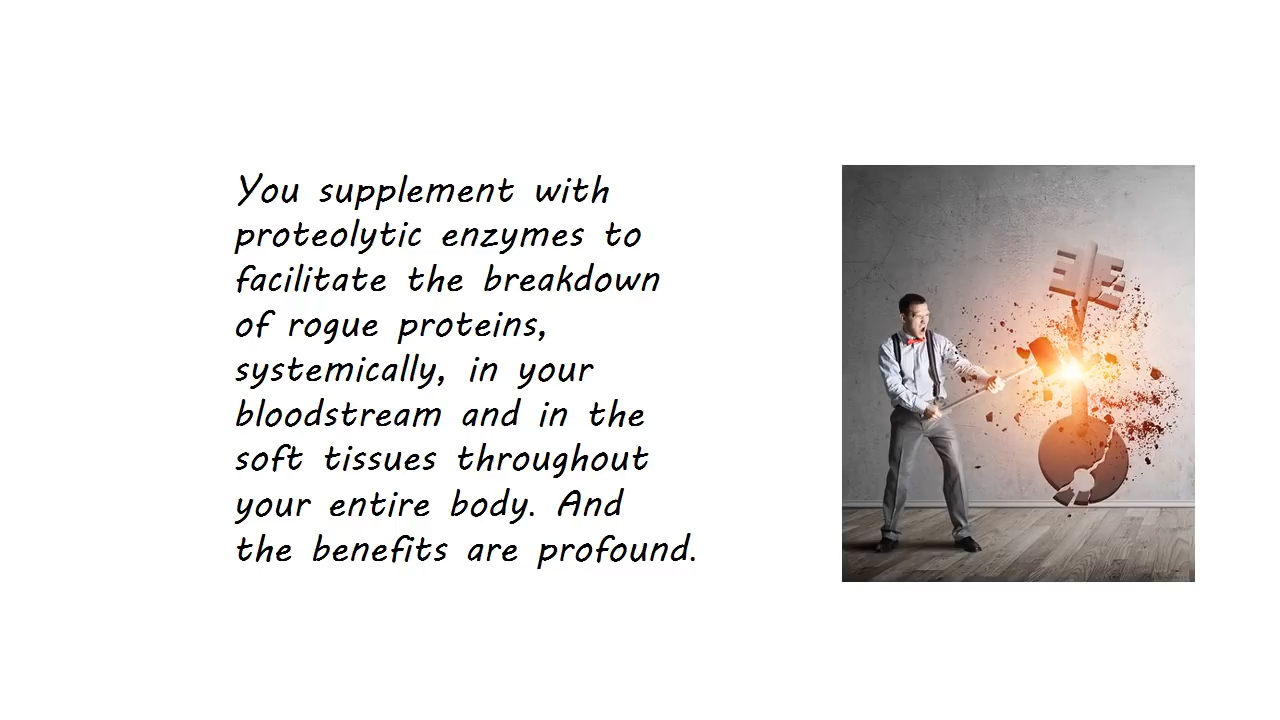 You supplement with
proteolytic enzymes to
facilitate the breakdown
of rogue proteins,
systemically, in your
bloodstream and in the
soft tissues throughout
your entire body. And
the benefits are profound.